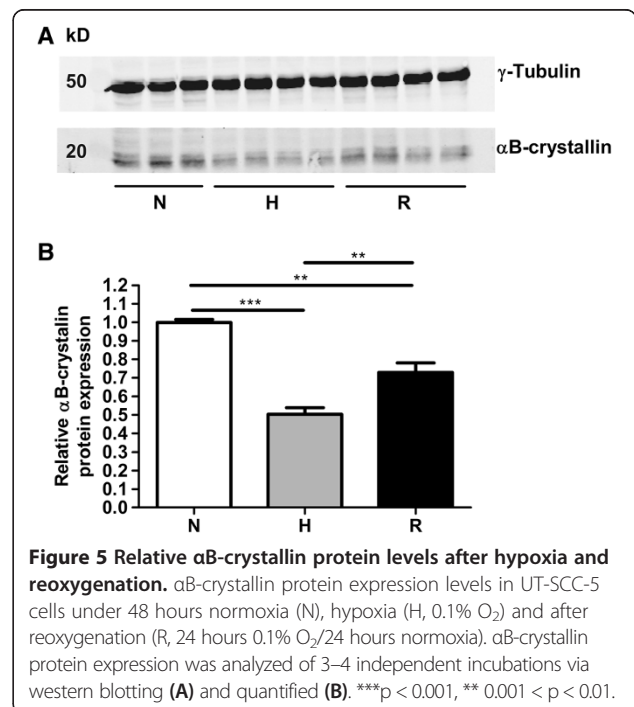 A kD
50 γ-Tubulin
20 αB-crystallin
N H R
B
**
**
***
Relative αB-crystalin
protein expression
1.2
1.1
1.0
0.9
0.8
0.7
0.6
0.5
0.4
0.3
0.2
0.1
0.0
N H R
Figure 5 Relative αB-crystallin protein levels after hypoxia and
reoxygenation. αB-crystallin protein expression levels in UT-SCC-5
cells under 48 hours normoxia (N), hypoxia (H, 0.1% O₂) and after
reoxygenation (R, 24 hours 0.1% O₂/24 hours normoxia). αB-crystallin
protein expression was analyzed of 3–4 independent incubations via
western blotting (A) and quantified (B). ***p < 0.001, ** 0.001 < p < 0.01.